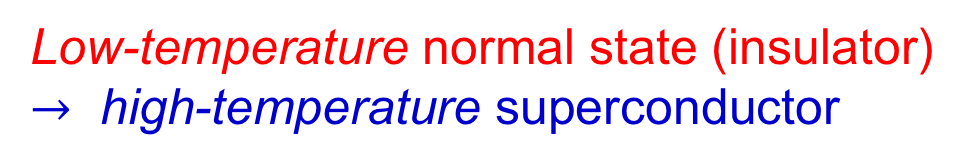 Low-temperature normal state (insulator)
→ high-temperature superconductor